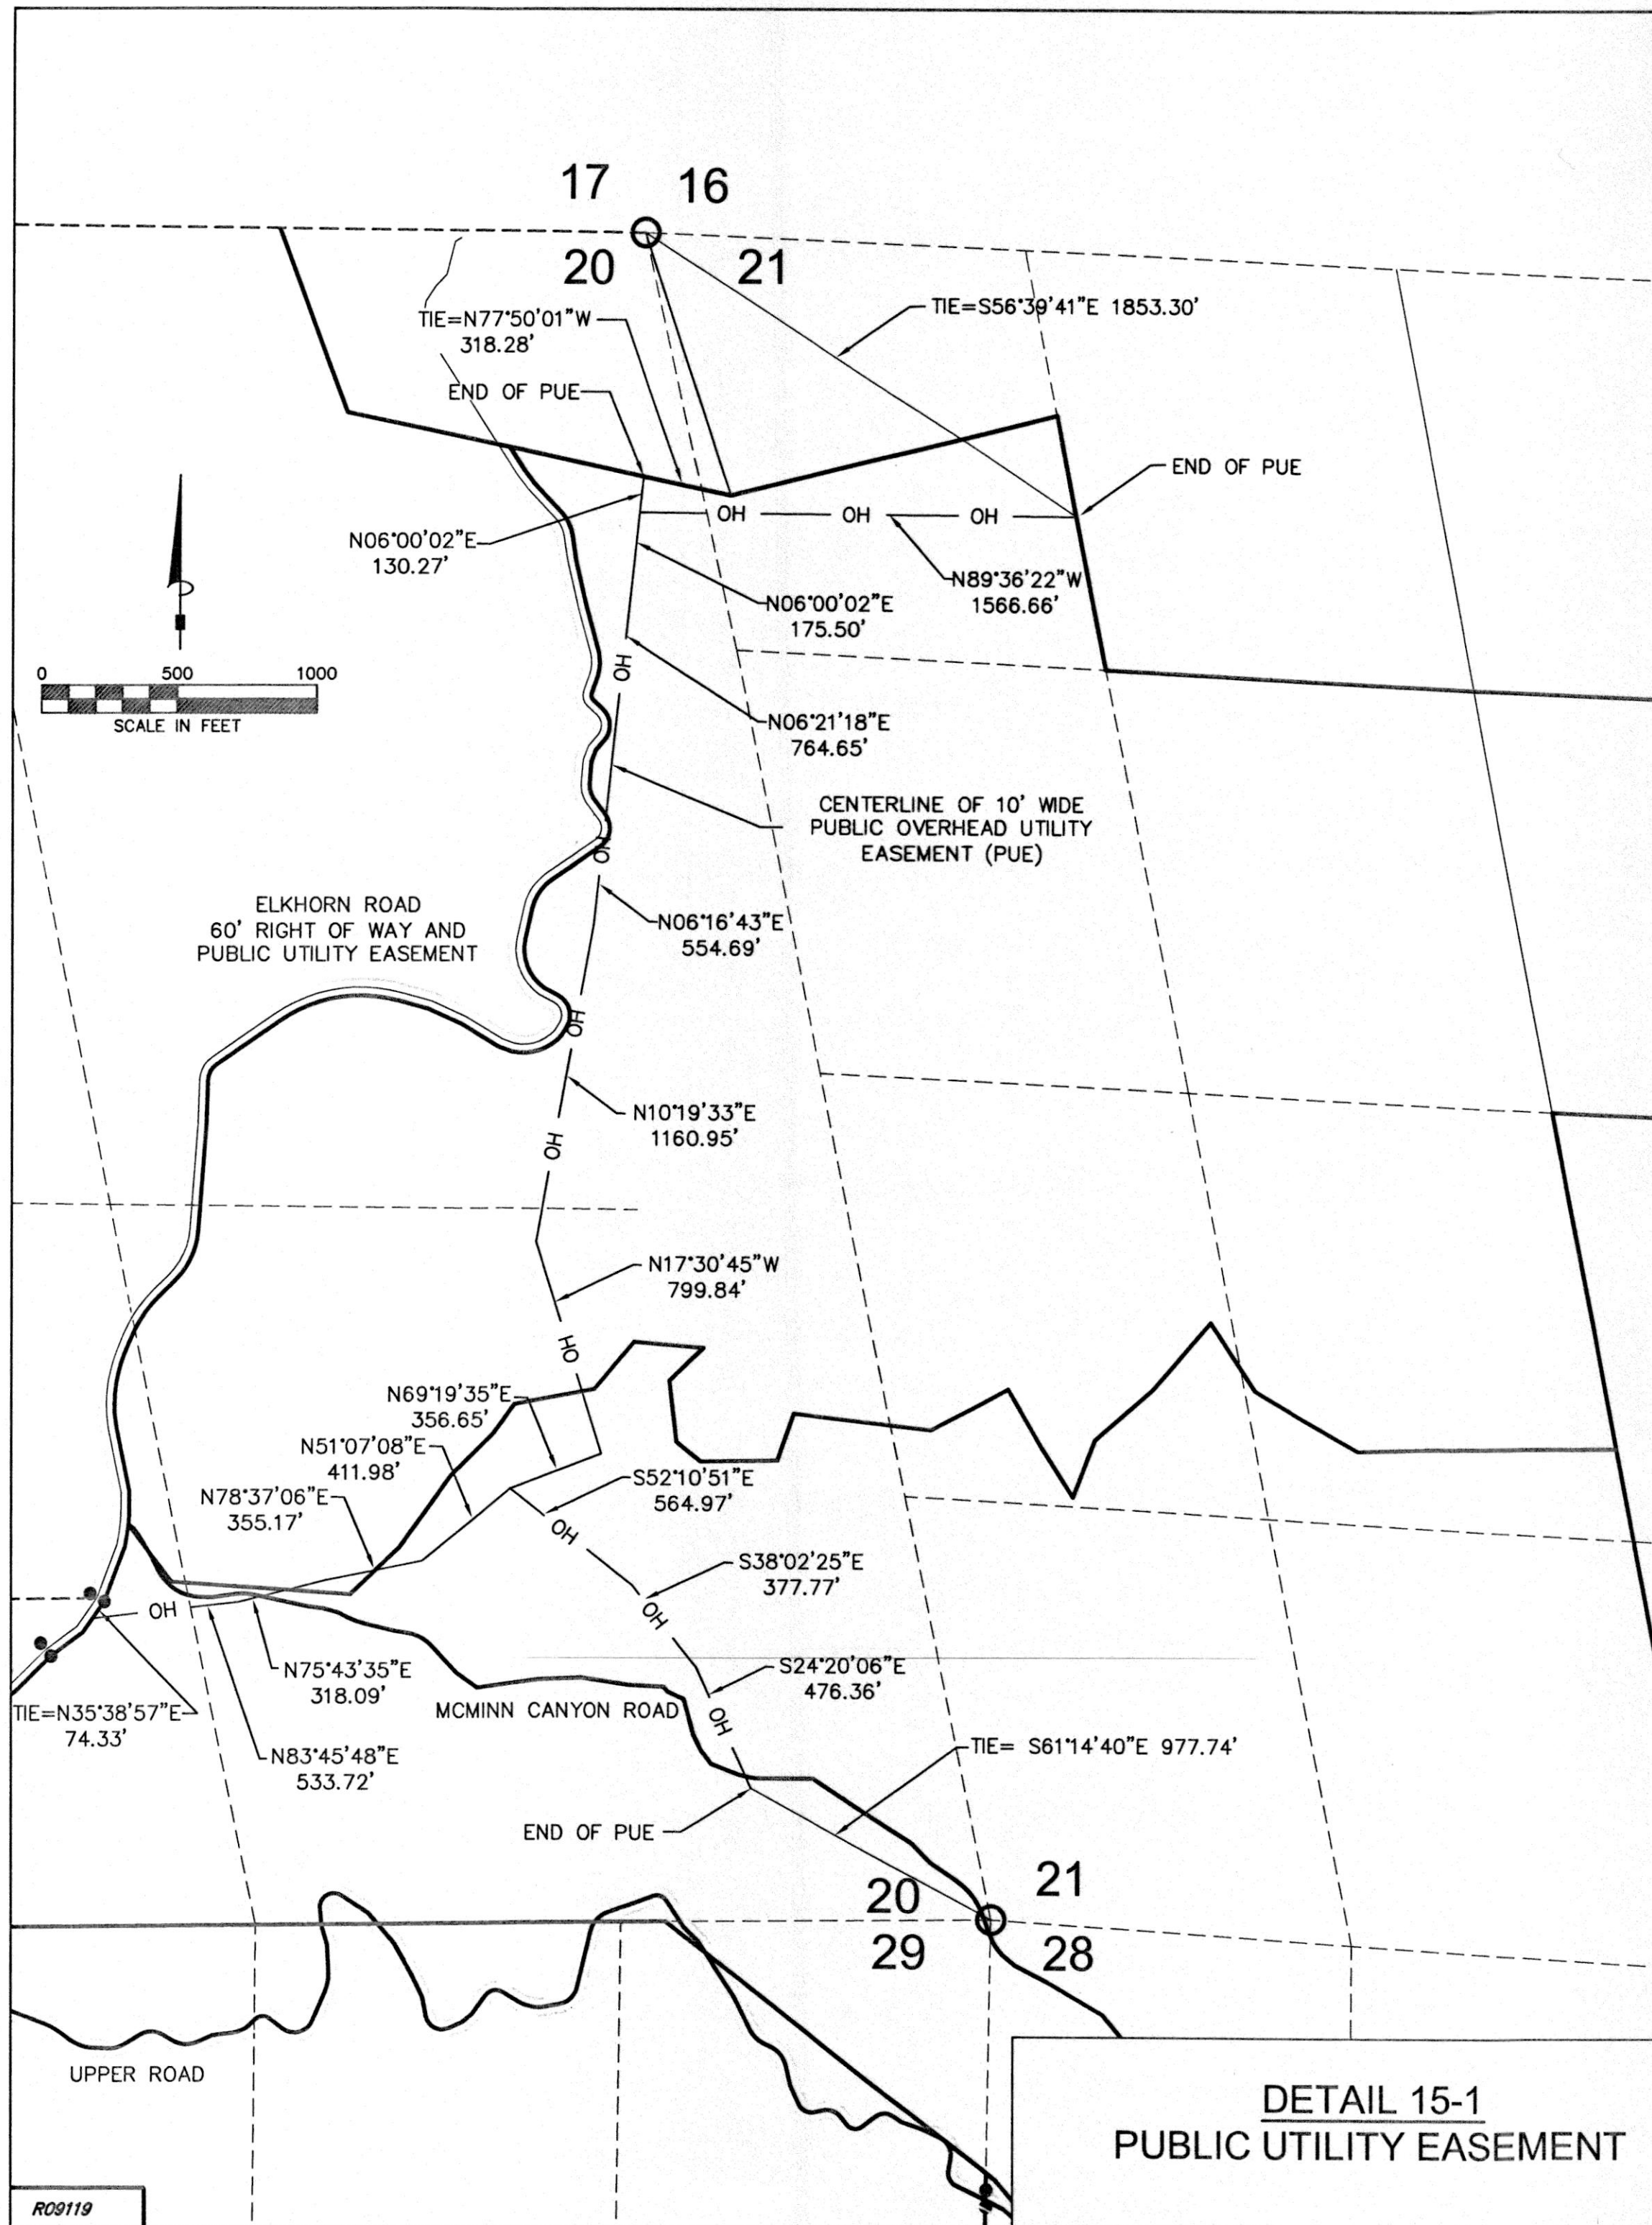 17 16
20 21
TIE=S56°39'41"E 1853.30'
TIE=N77°50'01"W
318.28'
END OF PUE
END OF PUE
OH OH OH
N06°00'02"E
130.27'
N89°36'22"W
1566.66'
N06°00'02"E
175.50'
OH
0 500 1000
SCALE IN FEET
N06°21'18"E
764.65'
CENTERLINE OF 10' WIDE
PUBLIC OVERHEAD UTILITY
EASEMENT (PUE)
OH
ELKHORN ROAD
60' RIGHT OF WAY AND
PUBLIC UTILITY EASEMENT
N06°16'43"E
554.69'
OH
N10°19'33"E
1160.95'
OH
N17°30'45"W
799.84'
OH
N69°19'35"E
356.65'
N51°07'08"E
411.98'
N78°37'06"E
355.17'
S52°10'51"E
564.97'
OH
S38°02'25"E
377.77'
OH
OH
N75°43'35"E
318.09'
S24°20'06"E
476.36'
MCMINN CANYON ROAD
OH
TIE=N35°38'57"E
74.33'
N83°45'48"E
533.72'
TIE= S61°14'40"E 977.74'
END OF PUE
20 21
29 28
UPPER ROAD
DETAIL 15-1
PUBLIC UTILITY EASEMENT
R09119